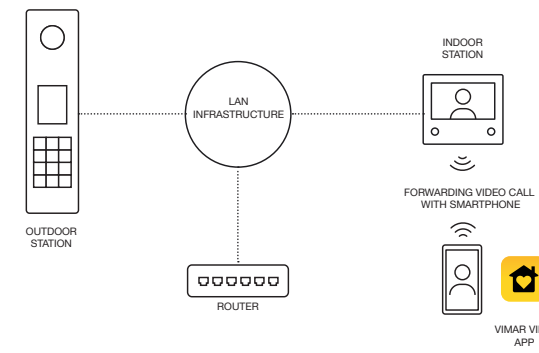 INDOOR
STATION
LAN
INFRASTRUCTURE
FORWARDING VIDEO CALL
WITH SMARTPHONE
OUTDOOR
STATION
ROUTER
VIMAR
APP